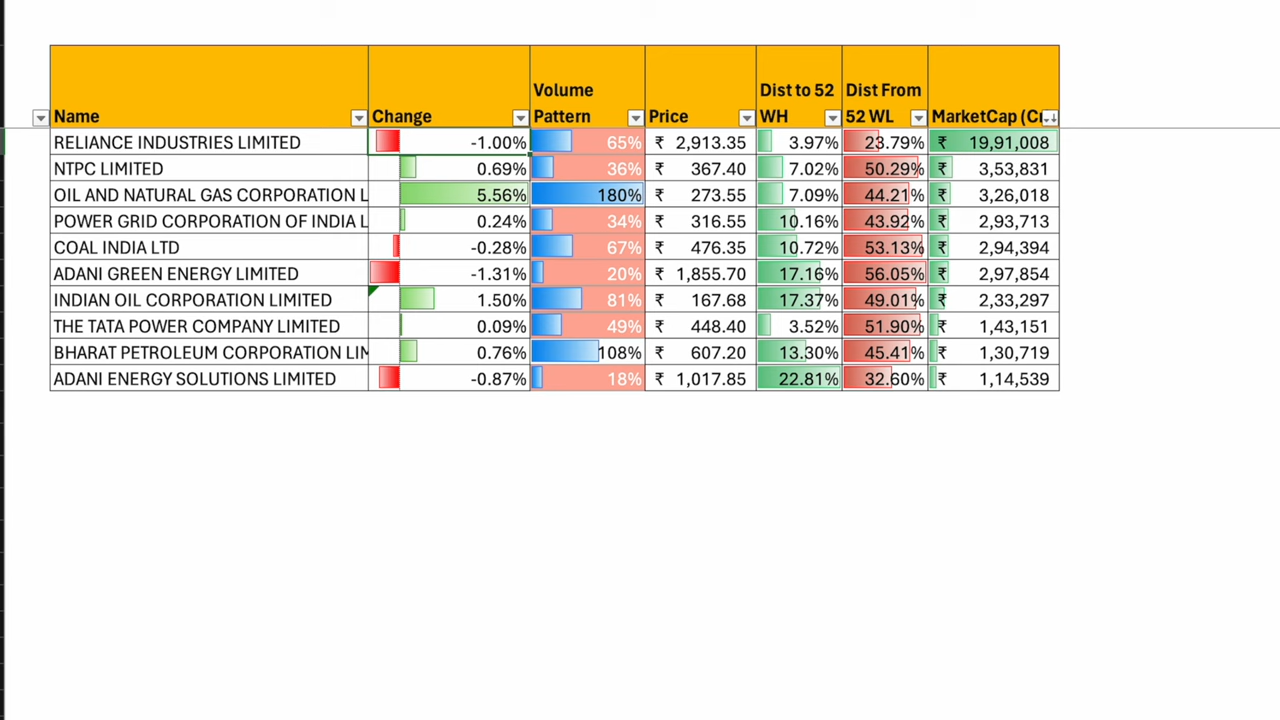 Name Change Volume Pattern Price Dist to 52 WH Dist From 52 WL MarketCap (Cr
RELIANCE INDUSTRIES LIMITED -1.00% 65% ₹ 2,913.35 3.97% 23.79% ₹ 19,91,008
NTPC LIMITED 0.69% 36% ₹ 367.40 7.02% 50.29% ₹ 3,53,831
OIL AND NATURAL GAS CORPORATION L 5.56% 180% ₹ 273.55 7.09% 44.21% ₹ 3,26,018
POWER GRID CORPORATION OF INDIA L 0.24% 34% ₹ 316.55 10.16% 43.92% ₹ 2,93,713
COAL INDIA LTD -0.28% 67% ₹ 476.35 10.72% 53.13% ₹ 2,94,394
ADANI GREEN ENERGY LIMITED -1.31% 20% ₹ 1,855.70 17.16% 56.05% ₹ 2,97,854
INDIAN OIL CORPORATION LIMITED 1.50% 81% ₹ 167.68 17.37% 49.01% ₹ 2,33,297
THE TATA POWER COMPANY LIMITED 0.09% 49% ₹ 448.40 3.52% 51.90% ₹ 1,43,151
BHARAT PETROLEUM CORPORATION LIM 0.76% 108% ₹ 607.20 13.30% 45.41% ₹ 1,30,719
ADANI ENERGY SOLUTIONS LIMITED -0.87% 18% ₹ 1,017.85 22.81% 32.60% ₹ 1,14,539